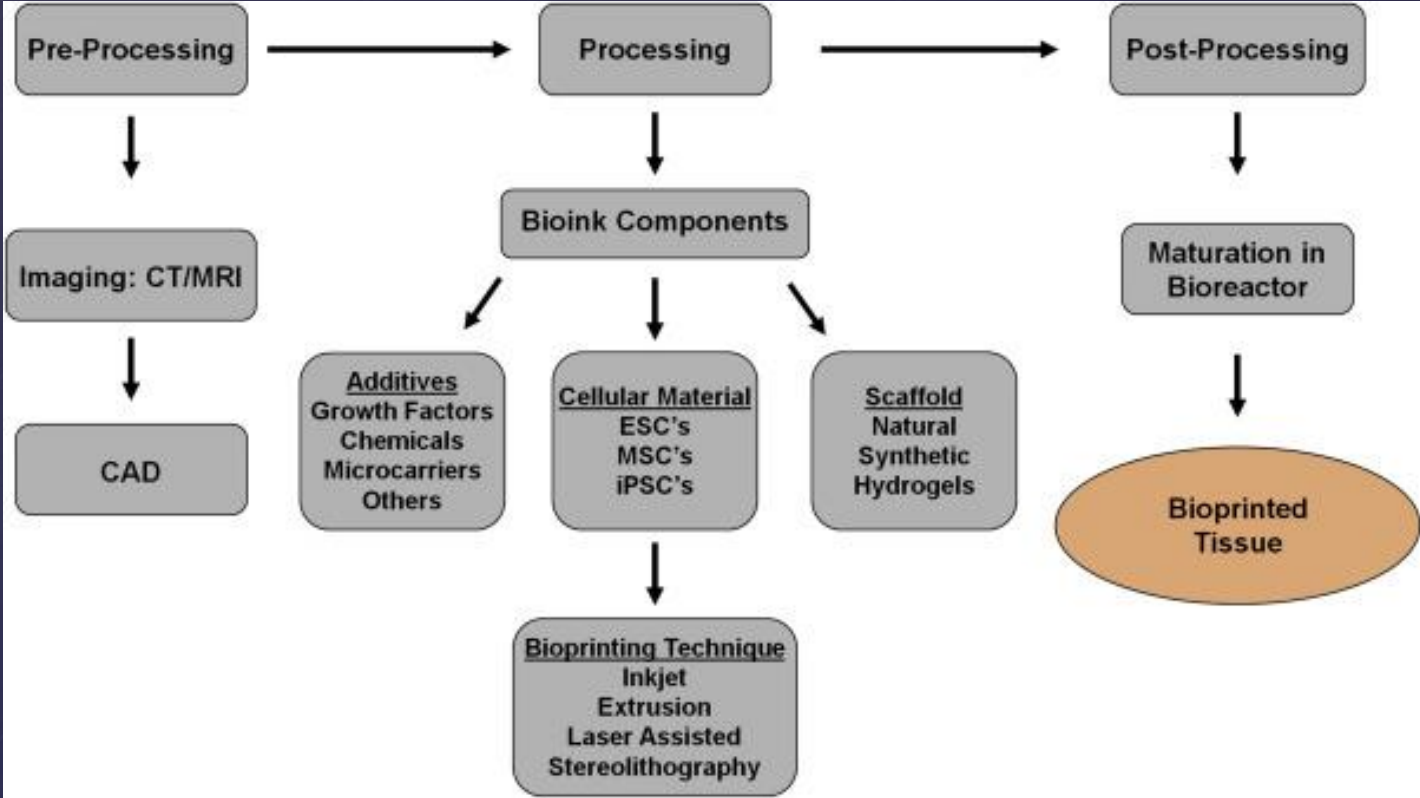 Pre-Processing
Processing
Post-Processing
Imaging: CT/MRI
CAD
Bioink Components
Additives
Growth Factors
Chemicals
Microcarriers
Others
Cellular Material
ESC's
MSC's
iPSC's
Scaffold
Natural
Synthetic
Hydrogels
Bioprinting Technique
Inkjet
Extrusion
Laser Assisted
Stereolithography
Maturation in
Bioreactor
Bioprinted
Tissue